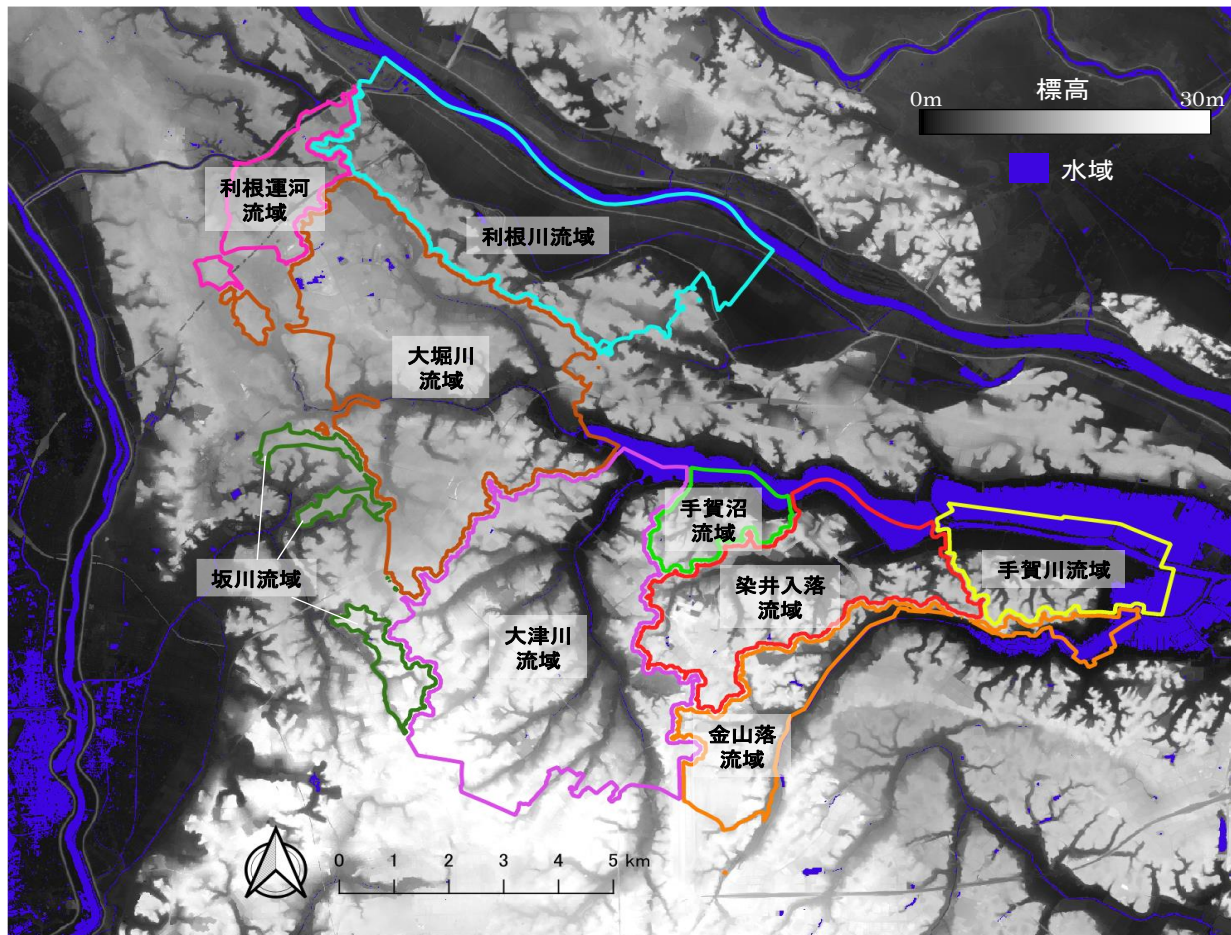 標高
0m
30m
水域
利根運河
流域
利根川流域
大堀川
流域
手賀沼
流域
坂川流域
大津川
流域
染井入落
流域
手賀川流域
金山落
流域
0 1 2 3 4 5 km